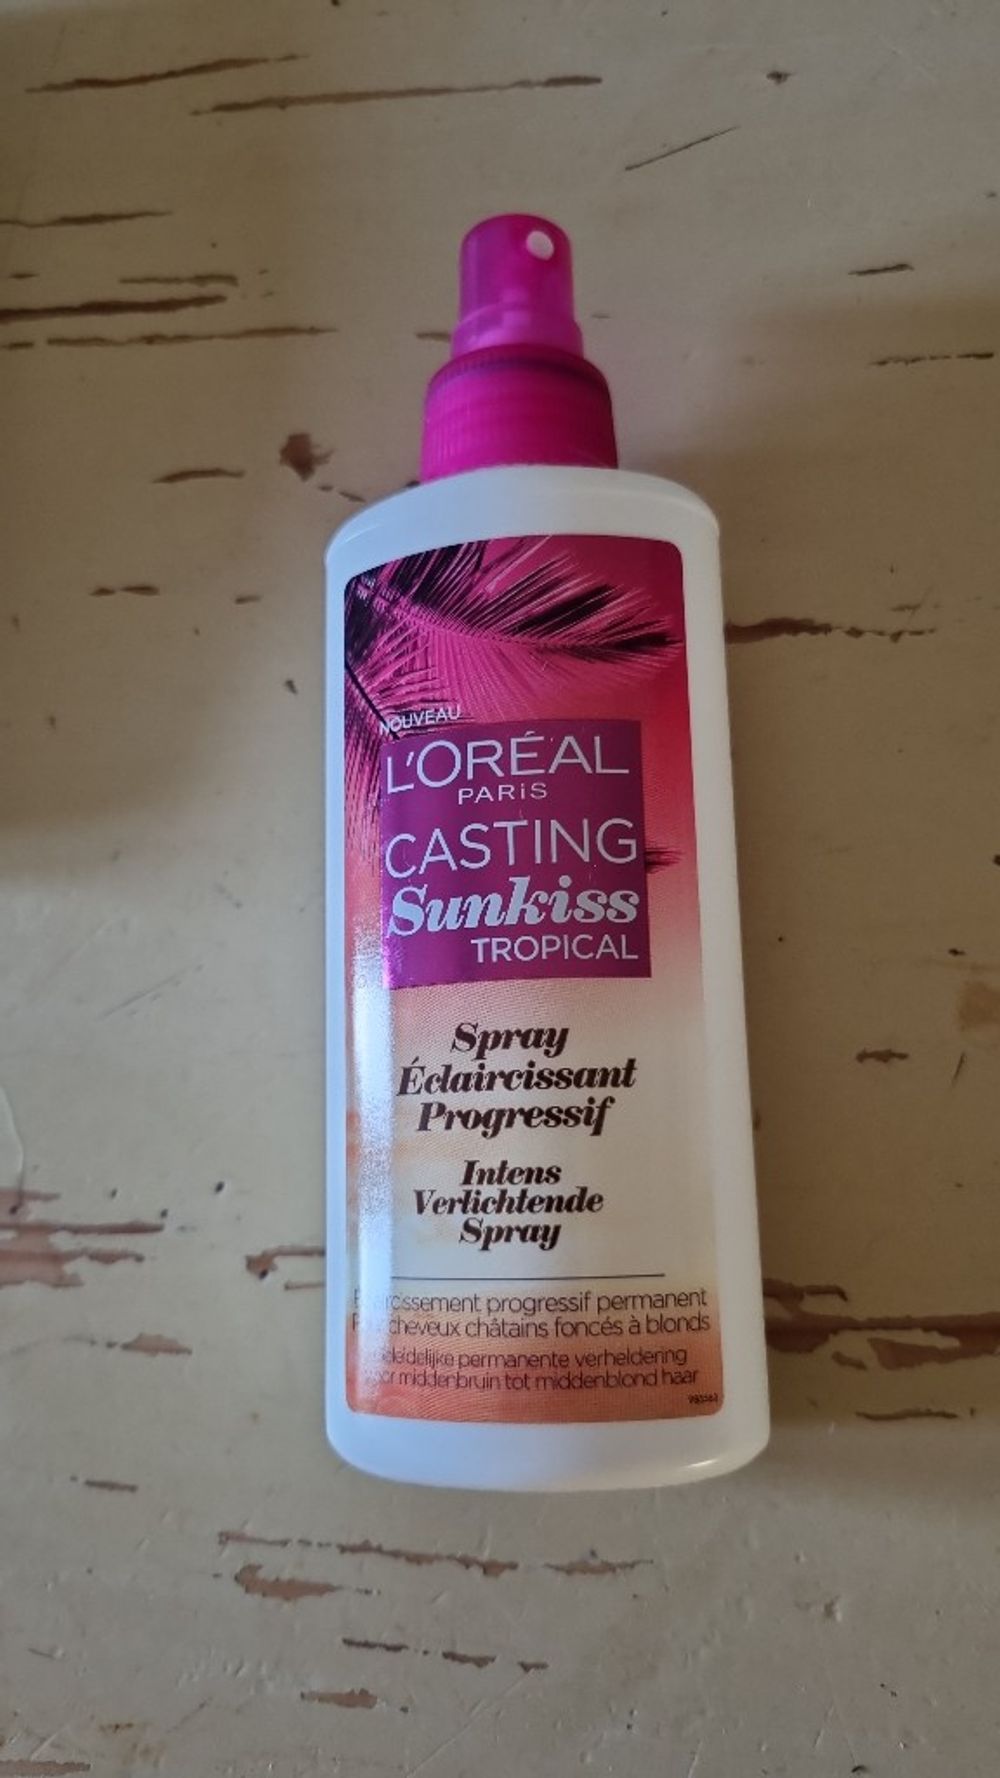 NOUVEAU
L'ORÉAL
PARIS
CASTING
Sunkiss
TROPICAL
Spray
Éclaircissant
Progressif
Intens
Verlichtende
Spray
progressif permanent
cheveux châtains foncés à blonds
permanente verheldering
middenbruin tot middenblond haar